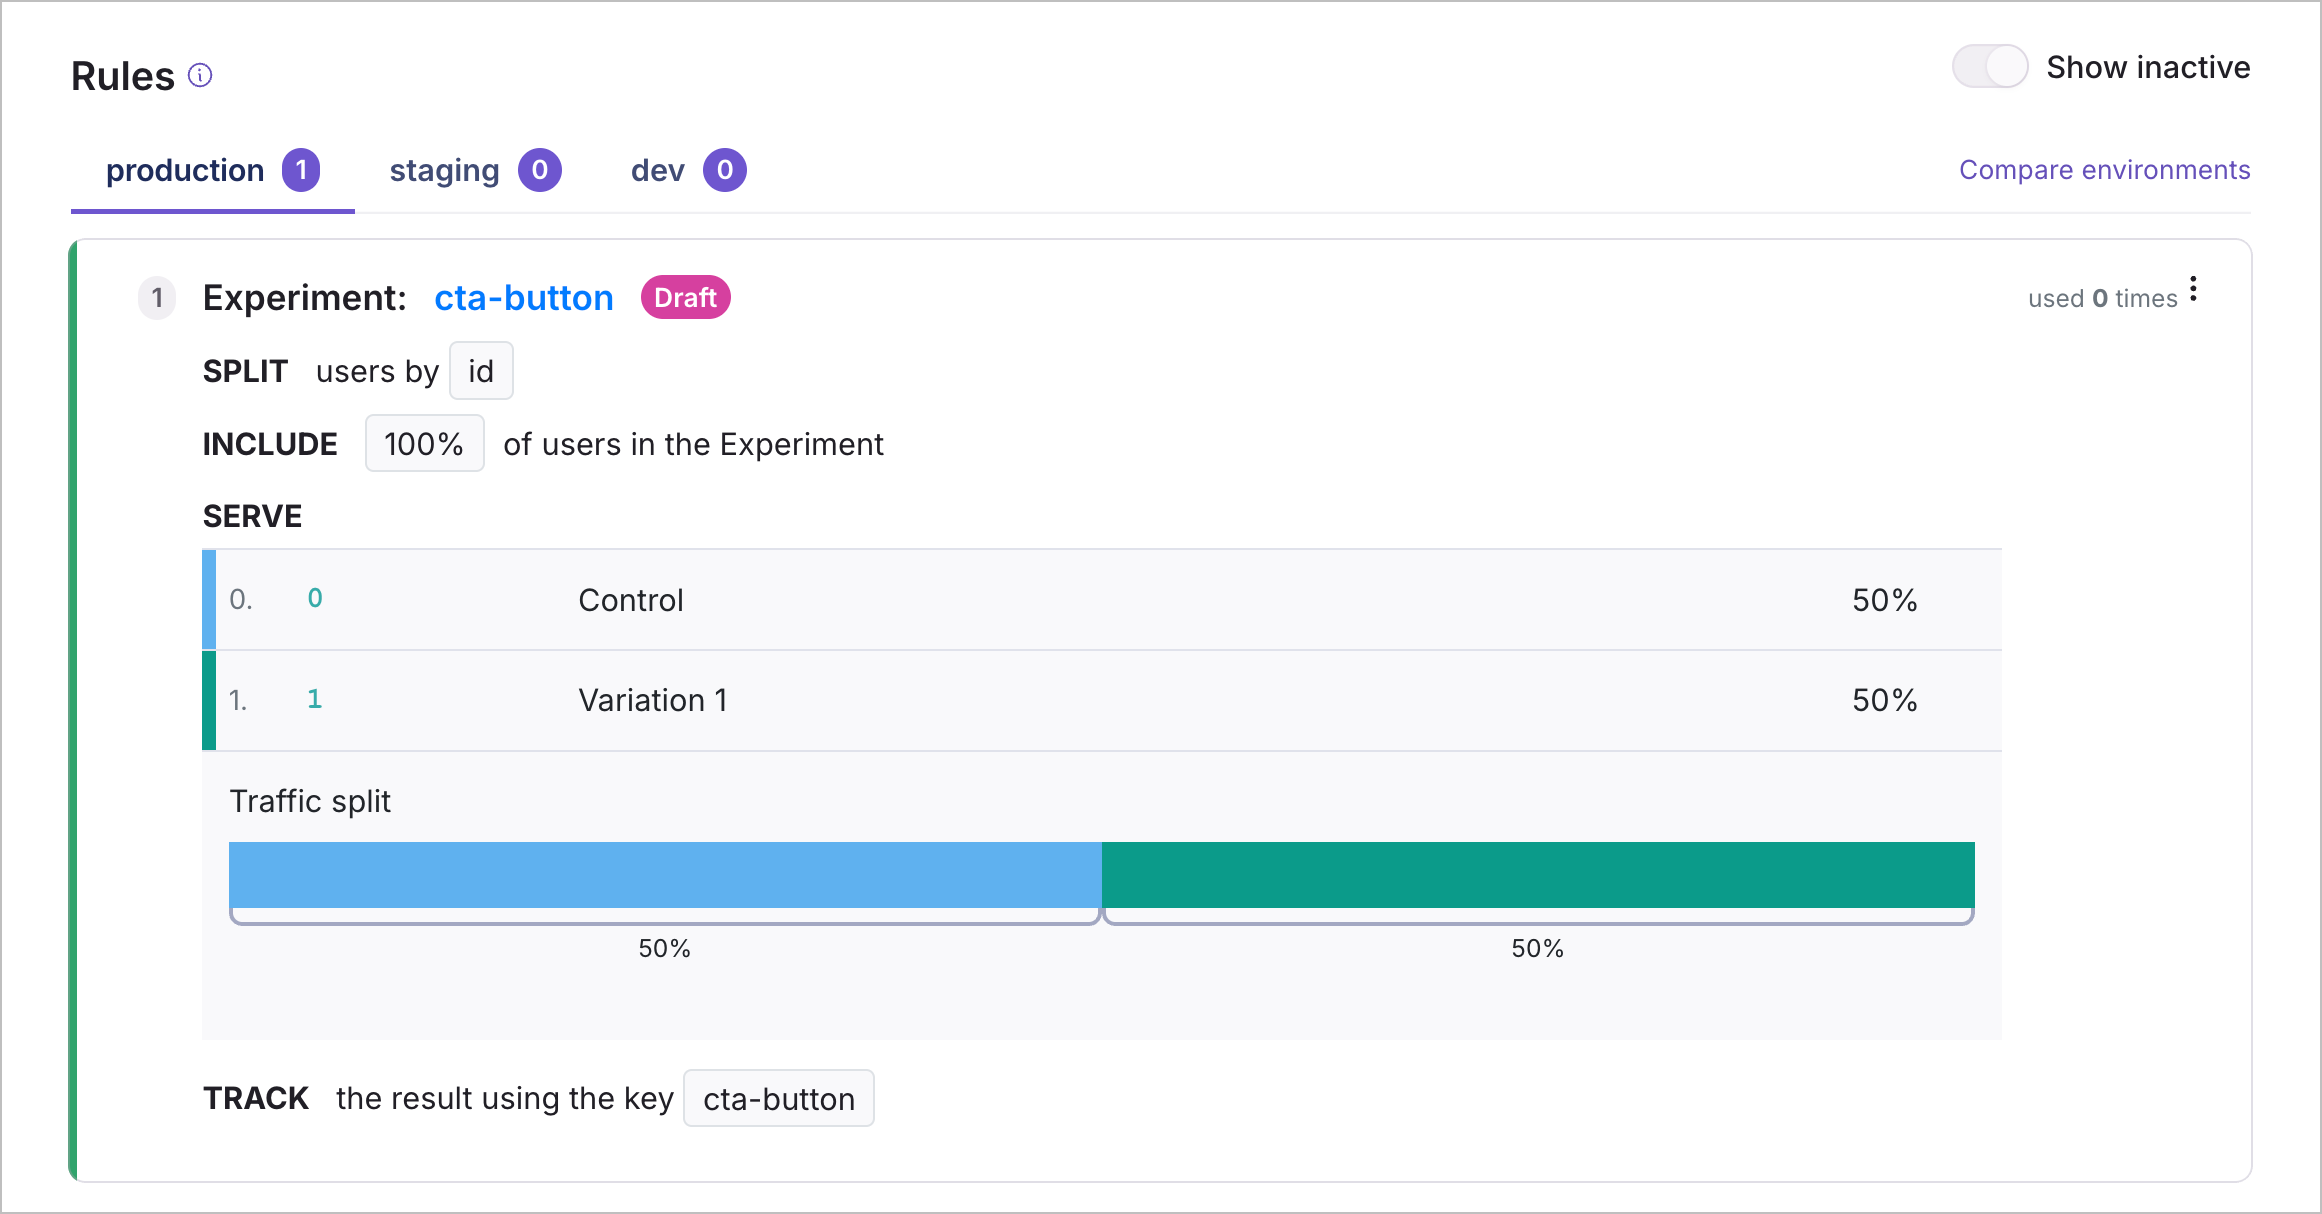 Rules
Show inactive
production 1 staging 0 dev 0 Compare environments
1 Experiment: cta-button Draft used 0 times
SPLIT users by id
INCLUDE 100% of users in the Experiment
SERVE
0. 0 Control 50%
1. 1 Variation 1 50%
Traffic split
50% 50%
TRACK the result using the key cta-button